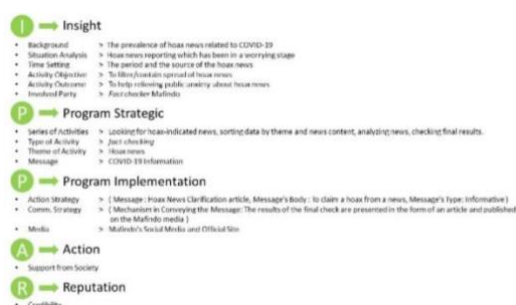 I Insight
• Background > The prevalence of hoax news related to COVID-19
• Situation Analysis > Hoax news reporting which has been in a worrying stage
• Time Setting > The period and the source of the hoax news
• Activity Objective > To filter/contain spread of hoax news
• Activity Outcome > To help relieving public anxiety about hoax news
• Involved Party > Fact checker Mafindo
P Program Strategic
• Series of Activities > Looking for hoax-indicated news, sorting data by theme and news content, analyzing news, checking final results.
• Type of Activity > fact checking
• Theme of Activity > Hoax news
• Message > COVID-19 Information
P Program Implementation
• Action Strategy > ( Message : Hoax News Clarification article, Message's Body : To claim a hoax from a news, Message's Type: Informative )
• Comm. Strategy > ( Mechanism in Conveying the Message: The results of the final check are presented in the form of an article and published
on the Mafindo media )
• Media > Mafindo's Social Media and Official Site
A Action
• Support from Society
R Reputation
• Credibility